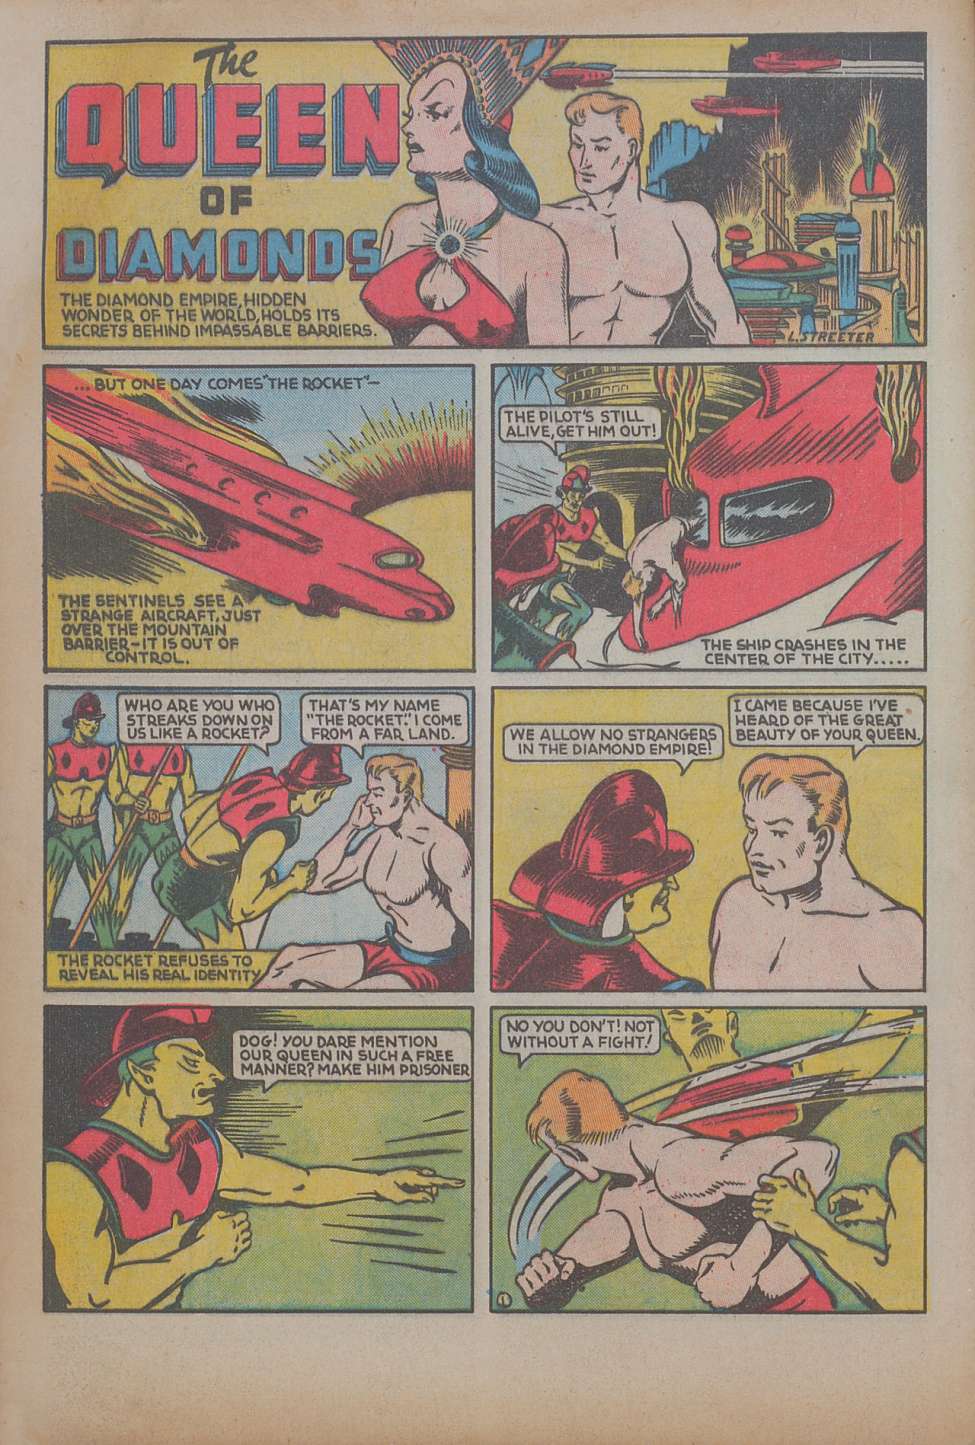 The
QUEEN
OF
DIAMONDS
THE DIAMOND EMPIRE, HIDDEN
WONDER OF THE WORLD, HOLDS ITS
SECRETS BEHIND IMPASSABLE BARRIERS.
L. STREETER
...BUT ONE DAY COMES "THE ROCKET"-
THE SENTINELS SEE A
STRANGE AIRCRAFT, JUST
OVER THE MOUNTAIN
BARRIER-IT IS OUT OF
CONTROL.
THE PILOT'S STILL
ALIVE, GET HIM OUT!
THE SHIP CRASHES IN THE
CENTER OF THE CITY.....
WHO ARE YOU WHO
STREAKS DOWN ON
US LIKE A ROCKET?
THAT'S MY NAME
"THE ROCKET." I COME
FROM A FAR LAND.
THE ROCKET REFUSES TO
REVEAL HIS REAL IDENTITY
WE ALLOW NO STRANGERS
IN THE DIAMOND EMPIRE!
I CAME BECAUSE I'VE
HEARD OF THE GREAT
BEAUTY OF YOUR QUEEN.
DOG! YOU DARE MENTION
OUR QUEEN IN SUCH A FREE
MANNER? MAKE HIM PRISONER
NO YOU DON'T! NOT
WITHOUT A FIGHT!
1